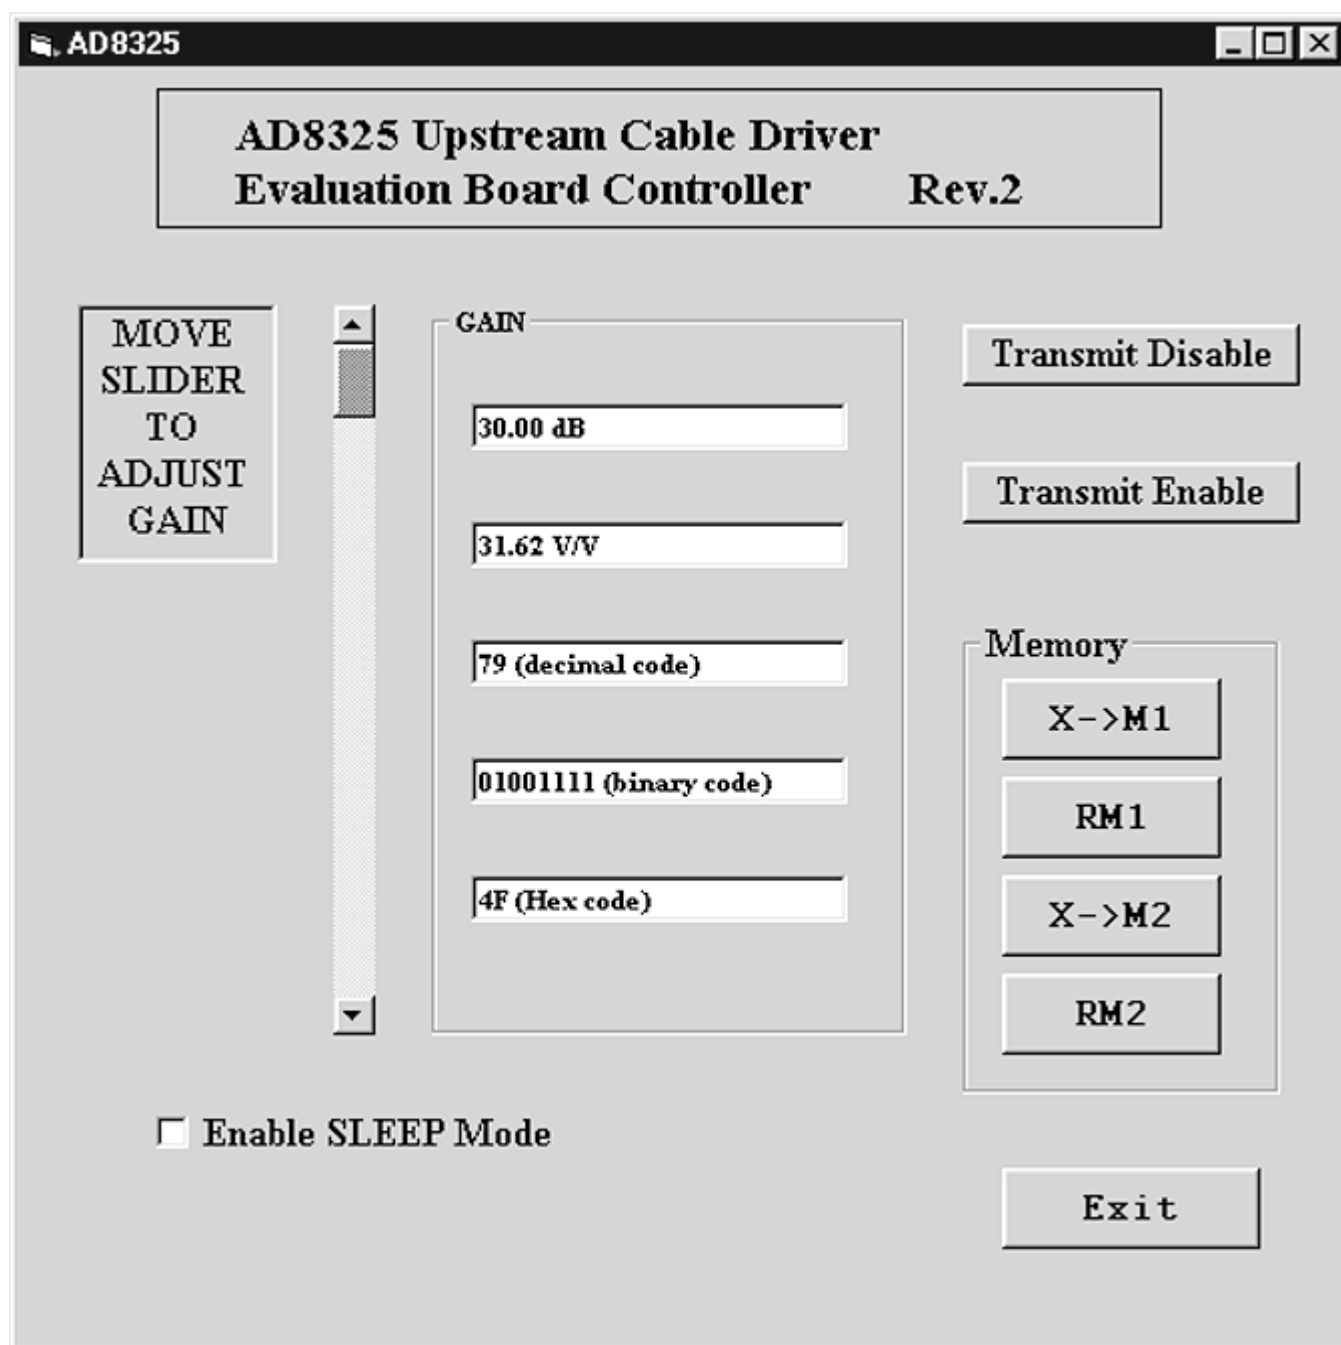 AD8325
AD8325 Upstream Cable Driver
Evaluation Board Controller Rev.2
MOVE
SLIDER
TO
ADJUST
GAIN
GAIN
30.00 dB
31.62 V/V
79 (decimal code)
01001111 (binary code)
4F (Hex code)
Transmit Disable
Transmit Enable
Memory
X->M1
RM1
X->M2
RM2
Enable SLEEP Mode
Exit